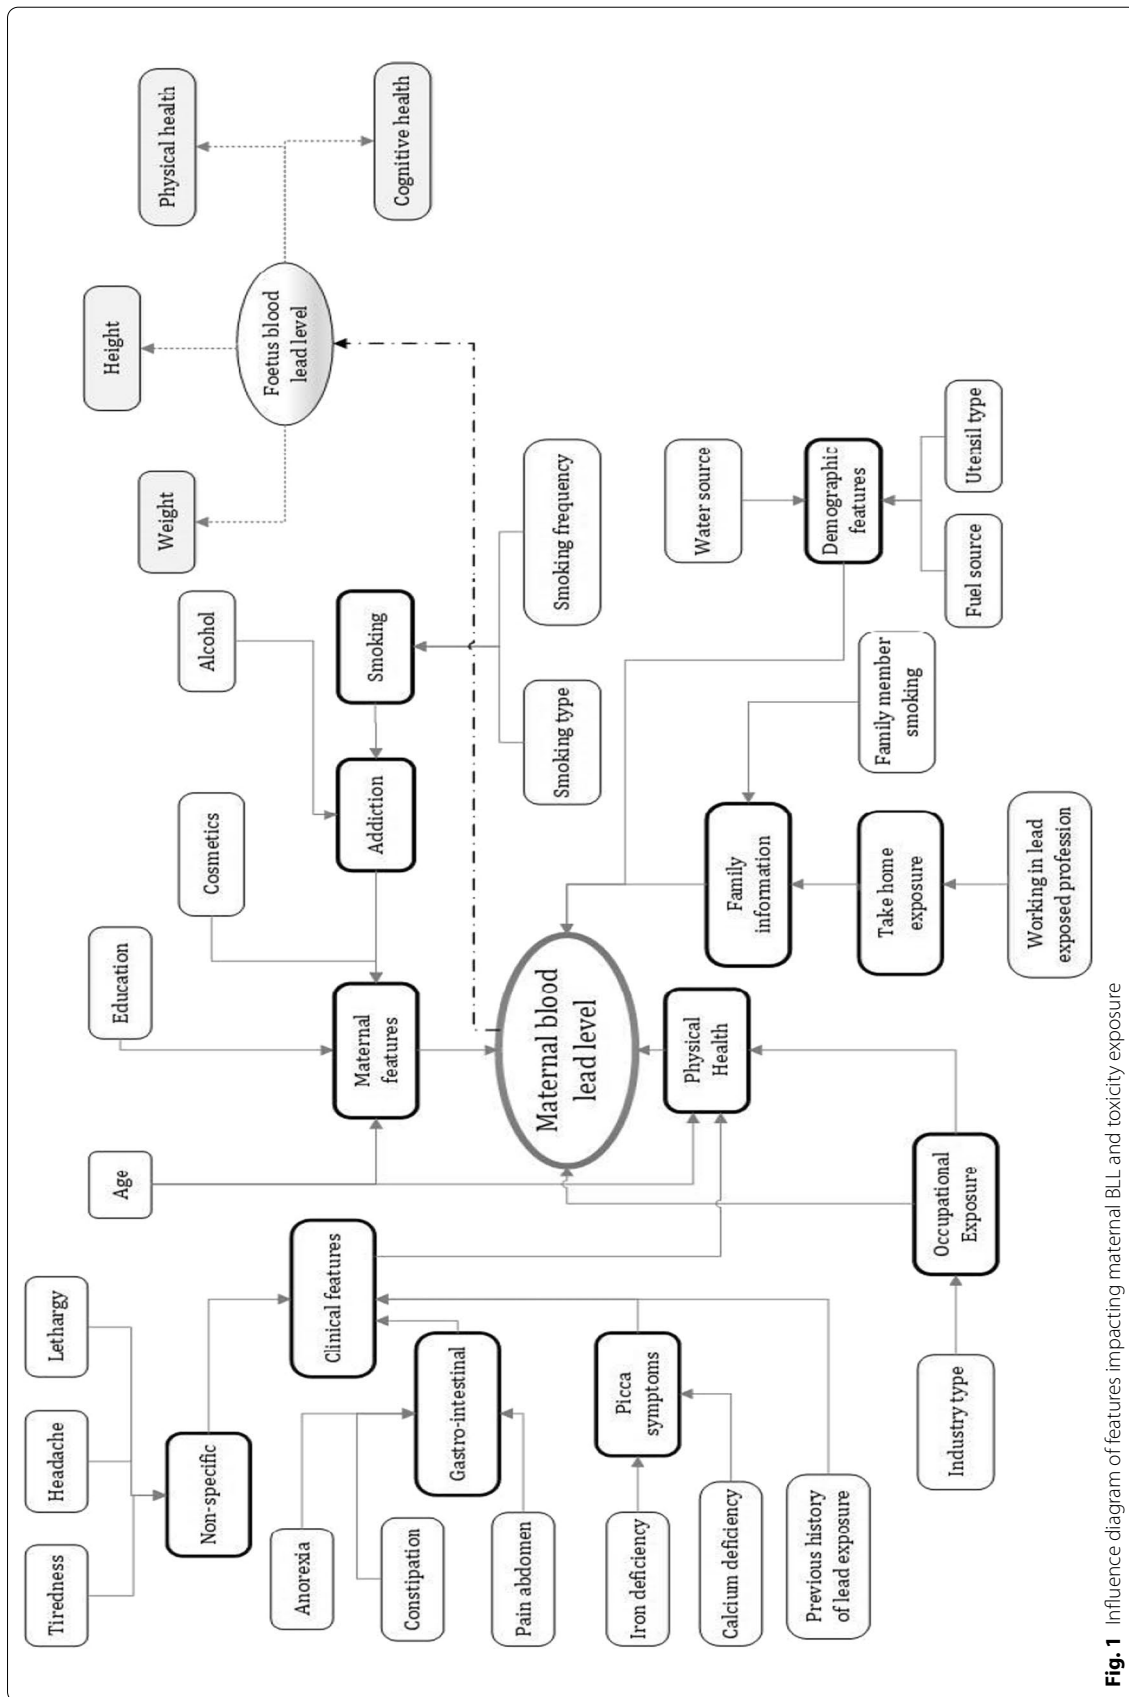 Tiredness
Headache
Lethargy
Age
Education
Cosmetics
Alcohol
Weight
Height
Physical health
Non-specific
Foetus blood
lead level
Anorexia
Clinical features
Maternal
features
Addiction
Smoking
Cognitive health
Constipation
Gastro-intestinal
Pain abdomen
Maternal blood
lead level
Smoking type
Smoking frequency
Iron deficiency
Picca
symptoms
Physical
Health
Family
information
Water source
Calcium deficiency
Previous history
of lead exposure
Demographic
features
Take home
exposure
Family member
smoking
Industry type
Occupational
Exposure
Working in lead
exposed profession
Fuel source
Utensil type
Fig. 1 Influence diagram of features impacting maternal BLL and toxicity exposure